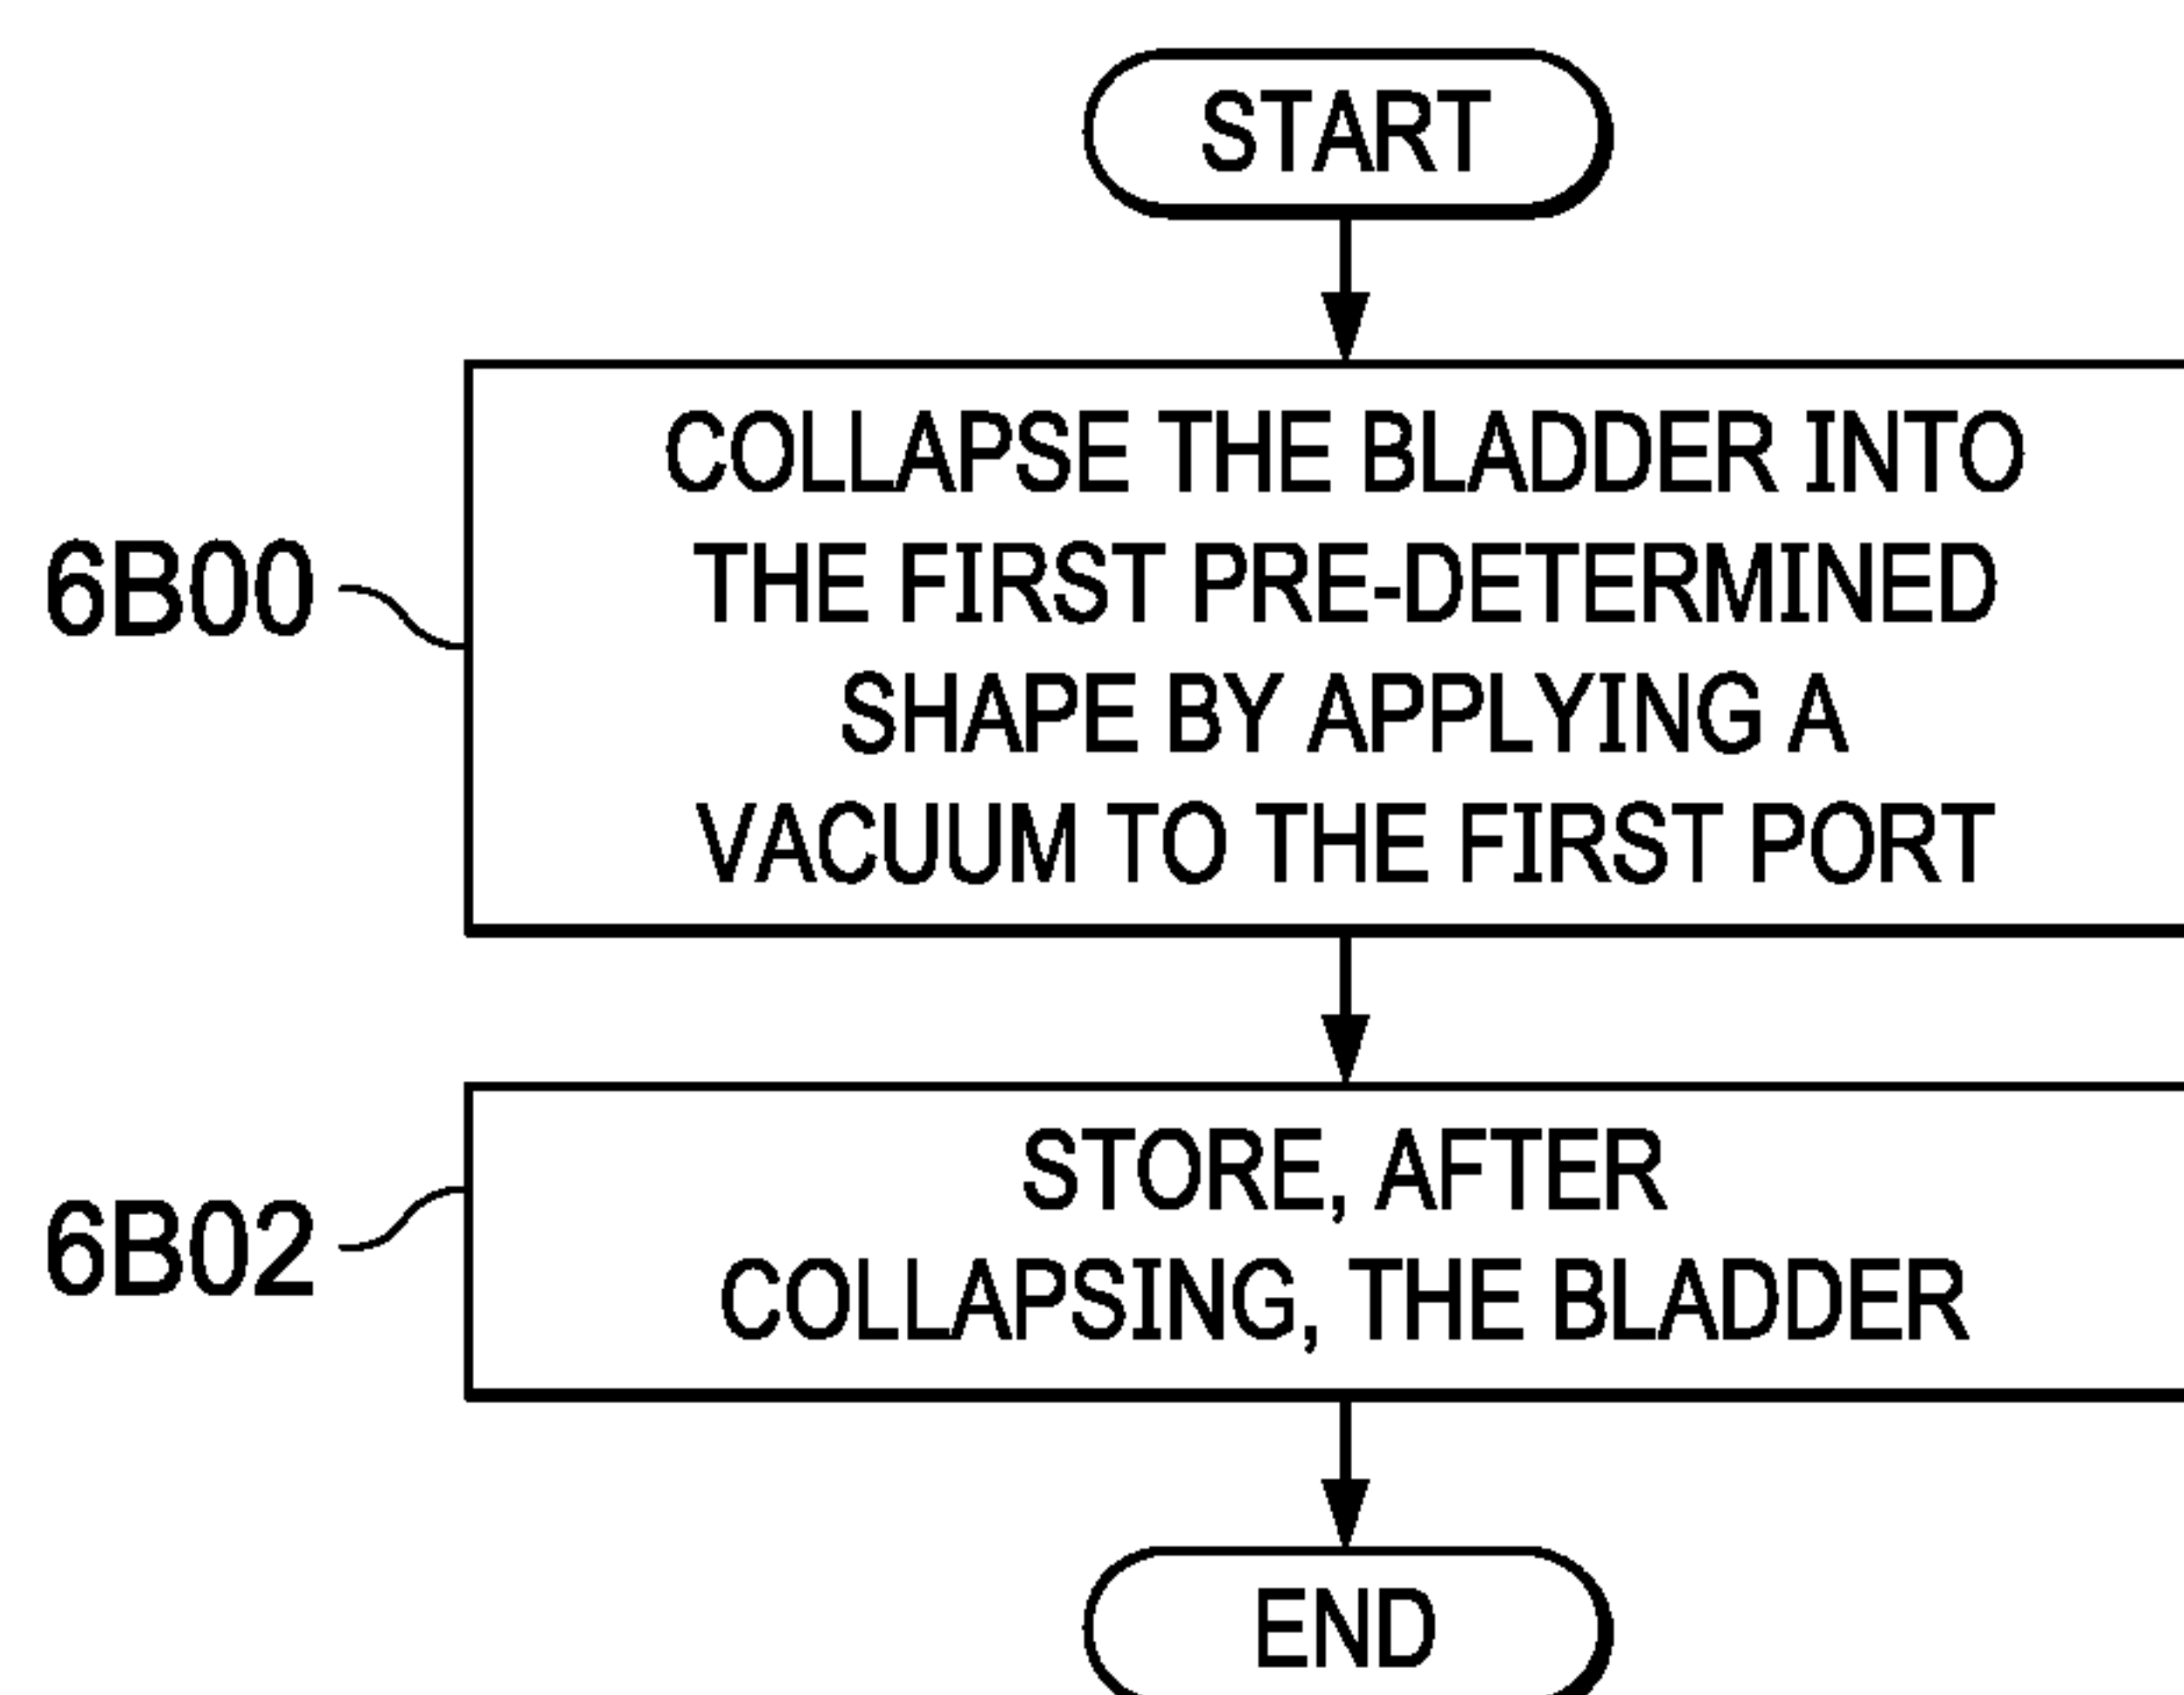 START
COLLAPSE THE BLADDER INTO
THE FIRST PRE-DETERMINED
SHAPE BY APPLYING A
VACUUM TO THE FIRST PORT
6B00
STORE, AFTER
COLLAPSING, THE BLADDER
6B02
END